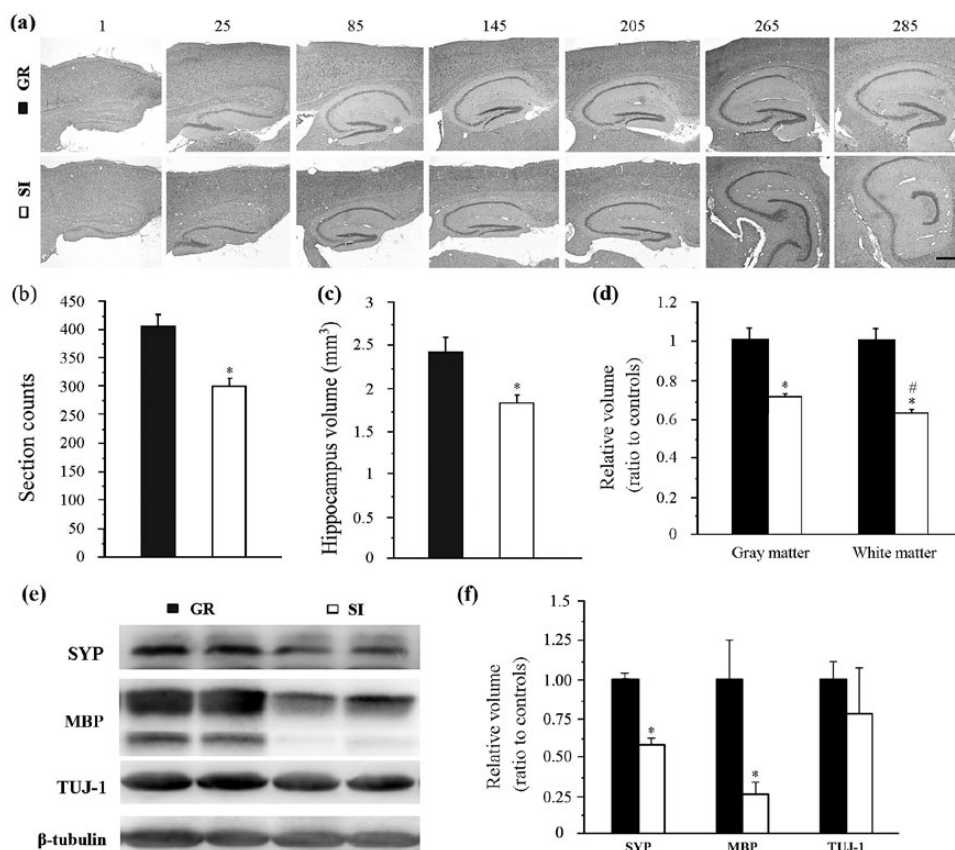 (a) 1 25 85 145 205 265 285
GR
SI
(b)
450
400
350
300
250
200
150
100
50
0
Section counts
*
(c)
3
2.5
2
1.5
1
0.5
0
Hippocampus volume (mm³)
*
(d)
1.2
1
0.8
0.6
0.4
0.2
0
Relative volume
(ratio to controls)
*
#
*
Gray matter White matter
(e) GR SI
SYP
MBP
TUJ-1
β-tubulin
(f)
1.5
1.25
1.00
0.75
0.50
0.25
0
Relative volume
(ratio to controls)
*
*
SYP MBP TUJ-1